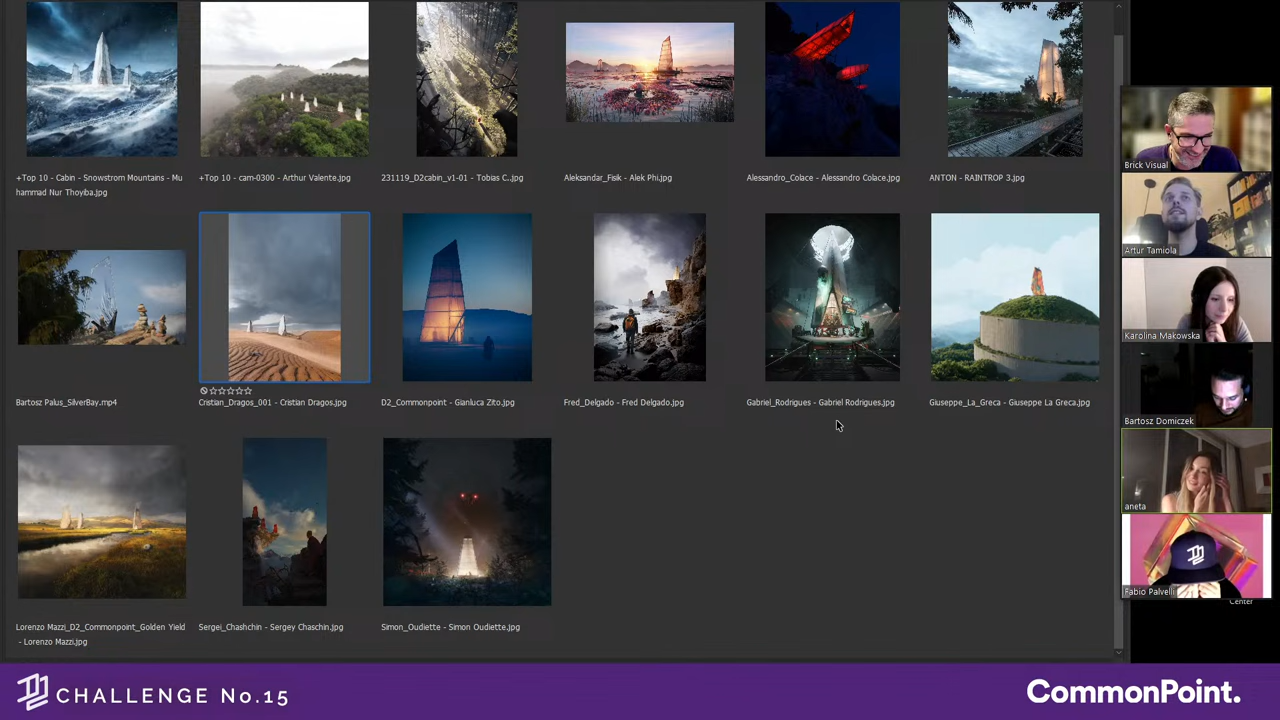 +Top 10 - Cabin - Snowstrom Mountains - Mu
hammad Nur Thoyiba.jpg
+Top 10 - cam-0300 - Arthur Valente.jpg
231119_D2cabin_v1-01 - Tobias C..jpg
Aleksandar_Fisik - Alek Phi.jpg
Alessandro_Colace - Alessandro Colace.jpg
ANTON - RAINTROP 3.jpg
Bartosz Palus_SilverBay.mp4
Cristian_Dragos_001 - Cristian Dragos.jpg
D2_Commonpoint - Gianluca Zito.jpg
Fred_Delgado - Fred Delgado.jpg
Gabriel_Rodrigues - Gabriel Rodrigues.jpg
Giuseppe_La_Greca - Giuseppe La Greca.jpg
Lorenzo Mazzi_D2_Commonpoint_Golden Yield
- Lorenzo Mazzi.jpg
Sergei_Chashchin - Sergey Chaschin.jpg
Simon_Oudiette - Simon Oudiette.jpg
Brick Visual
Artur Tamiola
Karolina Makowska
Bartosz Domiczek
aneta
Fabio Palvelli
Center
CHALLENGE No.15
CommonPoint.